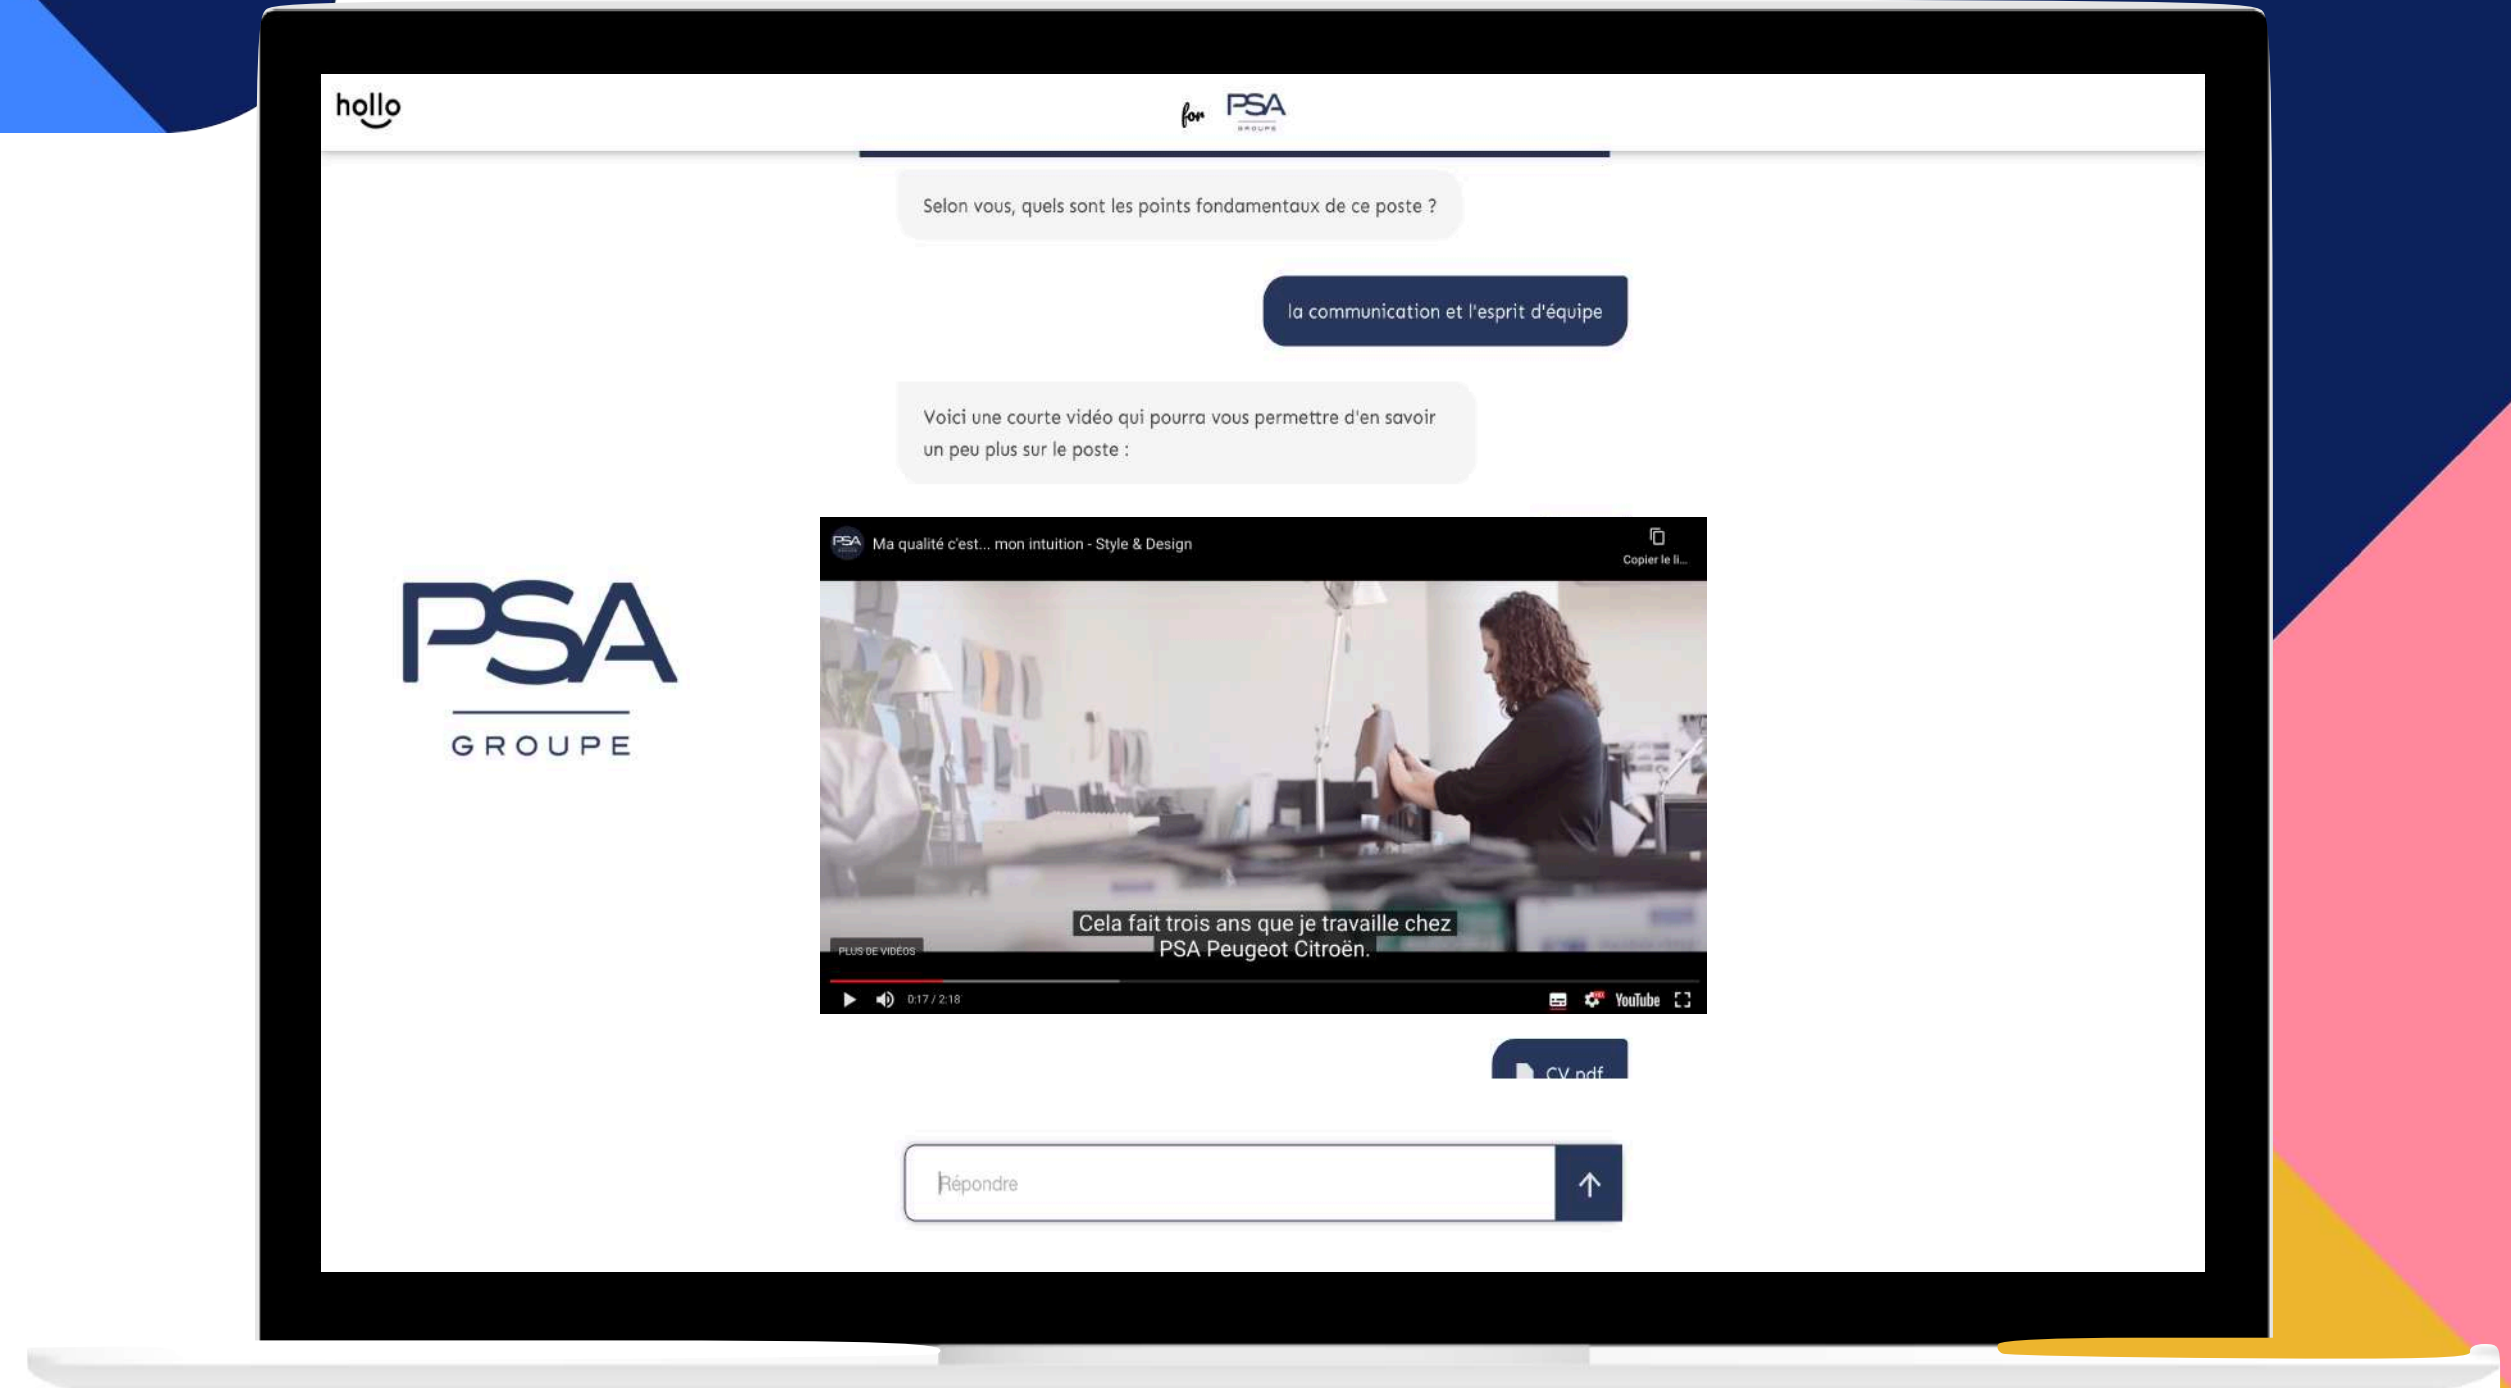 hollo
for PSA
GROUPE
Selon vous, quels sont les points fondamentaux de ce poste ?
la communication et l'esprit d'équipe
Voici une courte vidéo qui pourra vous permettre d'en savoir
un peu plus sur le poste :
PSA Ma qualité c'est... mon intuition - Style & Design
Copier le li...
PSA
GROUPE
Cela fait trois ans que je travaille chez
PSA Peugeot Citroën.
PLUS DE VIDÉOS
0:17 / 2:18
YouTube
CV.pdf
Répondre